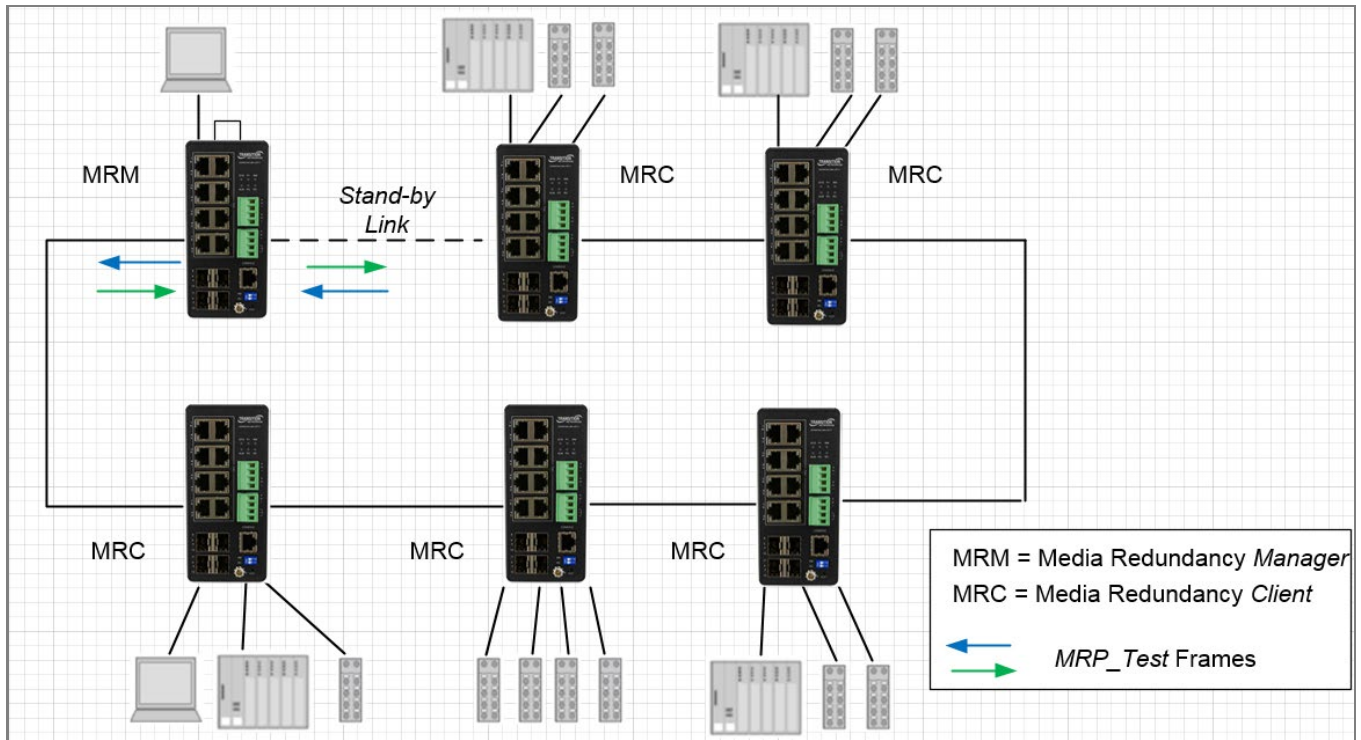 MRM
Stand-by
Link
MRC
MRC
MRC
MRC
MRC
MRM = Media Redundancy Manager
MRC = Media Redundancy Client
MRP_Test Frames